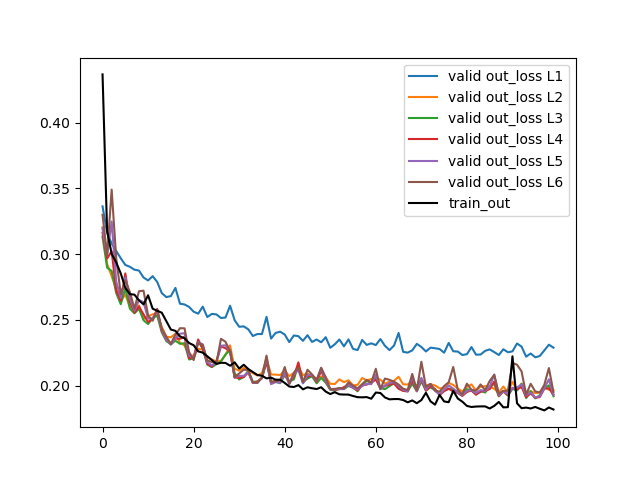 valid out_loss L1
valid out_loss L2
valid out_loss L3
valid out_loss L4
valid out_loss L5
valid out_loss L6
train_out
0.40
0.35
0.30
0.25
0.20
0 20 40 60 80 100